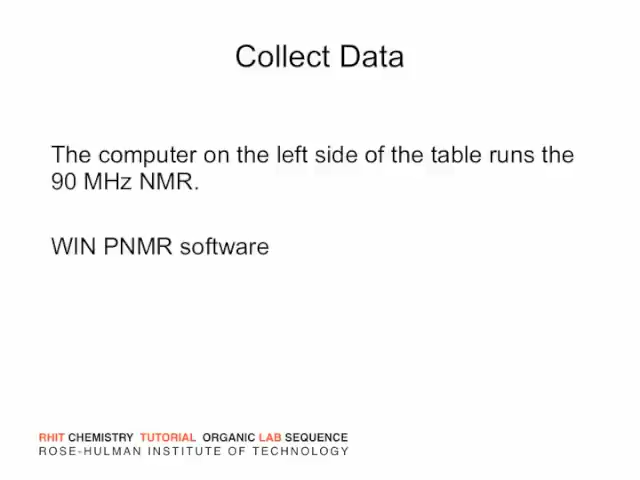 Collect Data
The computer on the left side of the table runs the
90 MHz NMR.
WIN PNMR software
RHIT CHEMISTRY TUTORIAL ORGANIC LAB SEQUENCE
ROSE-HULMAN INSTITUTE OF TECHNOLOGY